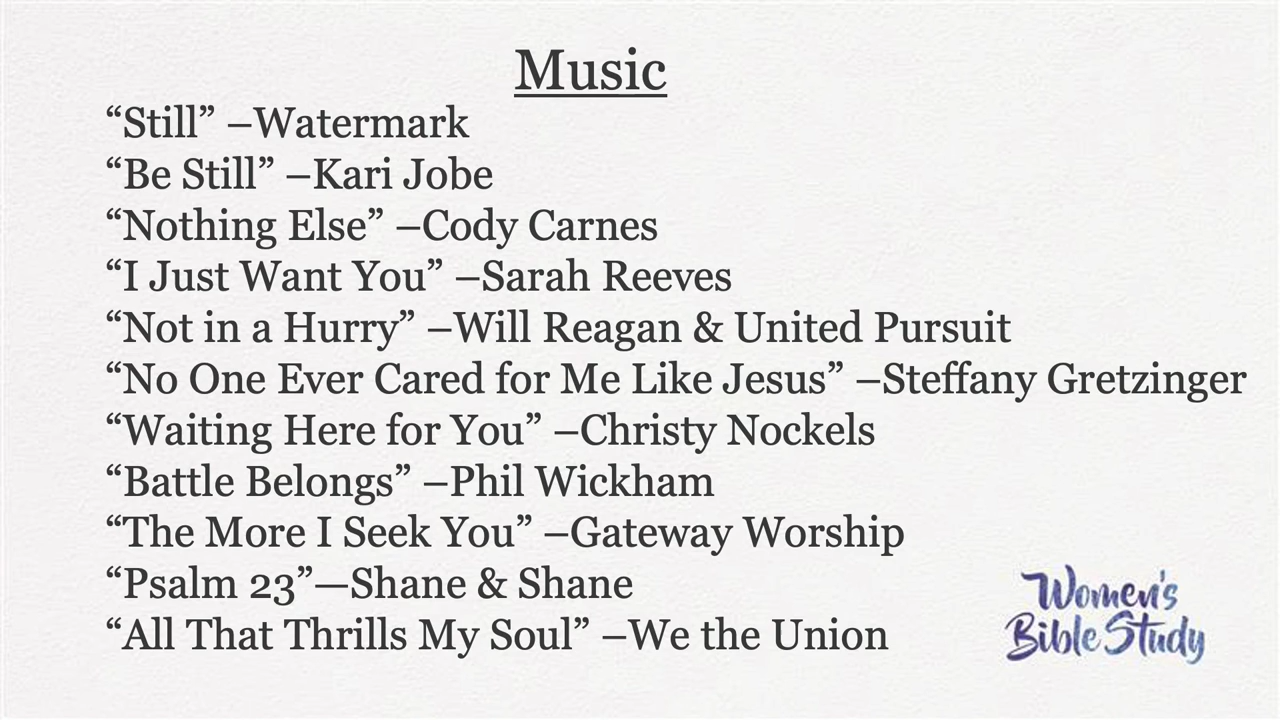 Music
“Still” –Watermark
“Be Still” –Kari Jobe
“Nothing Else” –Cody Carnes
“I Just Want You” –Sarah Reeves
“Not in a Hurry” –Will Reagan & United Pursuit
“No One Ever Cared for Me Like Jesus” –Steffany Gretzinger
“Waiting Here for You” –Christy Nockels
“Battle Belongs” –Phil Wickham
“The More I Seek You” –Gateway Worship
“Psalm 23”—Shane & Shane
“All That Thrills My Soul” –We the Union
Women's
Bible Study